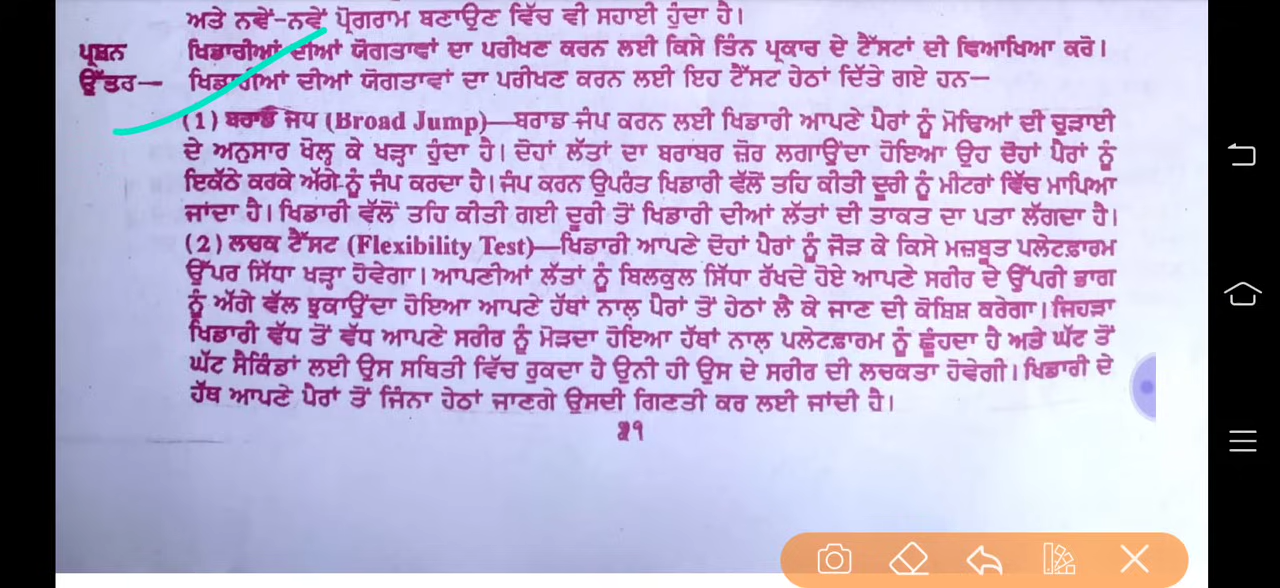 ਅਤੇ ਨਵੇਂ-ਨਵੇਂ ਪ੍ਰੋਗਰਾਮ ਬਣਾਉਣ ਵਿੱਚ ਵੀ ਸਹਾਈ ਹੁੰਦਾ ਹੈ।
ਪ੍ਰਸ਼ਨ ਖਿਡਾਰੀਆਂ ਦੀਆਂ ਯੋਗਤਾਵਾਂ ਦਾ ਪਰੀਖਣ ਕਰਨ ਲਈ ਕਿਸੇ ਤਿੰਨ ਪ੍ਰਕਾਰ ਦੇ ਟੈੱਸਟਾਂ ਦੀ ਵਿਆਖਿਆ ਕਰੋ।
ਉੱਤਰ— ਖਿਡਾਰੀਆਂ ਦੀਆਂ ਯੋਗਤਾਵਾਂ ਦਾ ਪਰੀਖਣ ਕਰਨ ਲਈ ਇਹ ਟੈੱਸਟ ਹੇਠਾਂ ਦਿੱਤੇ ਗਏ ਹਨ—
(1) ਬਰਾਡ ਜੰਪ (Broad Jump)—ਬਰਾਡ ਜੰਪ ਕਰਨ ਲਈ ਖਿਡਾਰੀ ਆਪਣੇ ਪੈਰਾਂ ਨੂੰ ਮੋਢਿਆਂ ਦੀ ਚੁੜਾਈ
ਦੇ ਅਨੁਸਾਰ ਖੋਲ੍ਹ ਕੇ ਖੜ੍ਹਾ ਹੁੰਦਾ ਹੈ। ਦੋਹਾਂ ਲੱਤਾਂ ਦਾ ਬਰਾਬਰ ਜ਼ੋਰ ਲਗਾਉਂਦਾ ਹੋਇਆ ਉਹ ਦੋਹਾਂ ਪੈਰਾਂ ਨੂੰ
ਇਕੱਠੇ ਕਰਕੇ ਅੱਗੇ ਨੂੰ ਜੰਪ ਕਰਦਾ ਹੈ। ਜੰਪ ਕਰਨ ਉਪਰੰਤ ਖਿਡਾਰੀ ਵੱਲੋਂ ਤਹਿ ਕੀਤੀ ਦੂਰੀ ਨੂੰ ਮੀਟਰਾਂ ਵਿੱਚ ਮਾਪਿਆ
ਜਾਂਦਾ ਹੈ। ਖਿਡਾਰੀ ਵੱਲੋਂ ਤਹਿ ਕੀਤੀ ਗਈ ਦੂਰੀ ਤੋਂ ਖਿਡਾਰੀ ਦੀਆਂ ਲੱਤਾਂ ਦੀ ਤਾਕਤ ਦਾ ਪਤਾ ਲੱਗਦਾ ਹੈ।
(2) ਲਚਕ ਟੈੱਸਟ (Flexibility Test)—ਖਿਡਾਰੀ ਆਪਣੇ ਦੋਹਾਂ ਪੈਰਾਂ ਨੂੰ ਜੋੜ ਕੇ ਕਿਸੇ ਮਜ਼ਬੂਤ ਪਲੇਟਫ਼ਾਰਮ
ਉੱਪਰ ਸਿੱਧਾ ਖੜ੍ਹਾ ਹੋਵੇਗਾ। ਆਪਣੀਆਂ ਲੱਤਾਂ ਨੂੰ ਬਿਲਕੁਲ ਸਿੱਧਾ ਰੱਖਦੇ ਹੋਏ ਆਪਣੇ ਸਰੀਰ ਦੇ ਉੱਪਰੀ ਭਾਗ
ਨੂੰ ਅੱਗੇ ਵੱਲ ਝੁਕਾਉਂਦਾ ਹੋਇਆ ਆਪਣੇ ਹੱਥਾਂ ਨਾਲ਼ ਪੈਰਾਂ ਤੋਂ ਹੇਠਾਂ ਲੈ ਕੇ ਜਾਣ ਦੀ ਕੋਸ਼ਿਸ਼ ਕਰੇਗਾ। ਜਿਹੜਾ
ਖਿਡਾਰੀ ਵੱਧ ਤੋਂ ਵੱਧ ਆਪਣੇ ਸਰੀਰ ਨੂੰ ਮੋੜਦਾ ਹੋਇਆ ਹੱਥਾਂ ਨਾਲ਼ ਪਲੇਟਫ਼ਾਰਮ ਨੂੰ ਛੂੰਹਦਾ ਹੈ ਅਤੇ ਘੱਟ ਤੋਂ
ਘੱਟ ਸੈਕਿੰਡਾਂ ਲਈ ਉਸ ਸਥਿਤੀ ਵਿੱਚ ਰੁਕਦਾ ਹੈ ਉਨੀ ਹੀ ਉਸ ਦੇ ਸਰੀਰ ਦੀ ਲਚਕਤਾ ਹੋਵੇਗੀ। ਖਿਡਾਰੀ ਦੇ
ਹੱਥ ਆਪਣੇ ਪੈਰਾਂ ਤੋਂ ਜਿੰਨਾ ਹੇਠਾਂ ਜਾਣਗੇ ਉਸਦੀ ਗਿਣਤੀ ਕਰ ਲਈ ਜਾਂਦੀ ਹੈ।